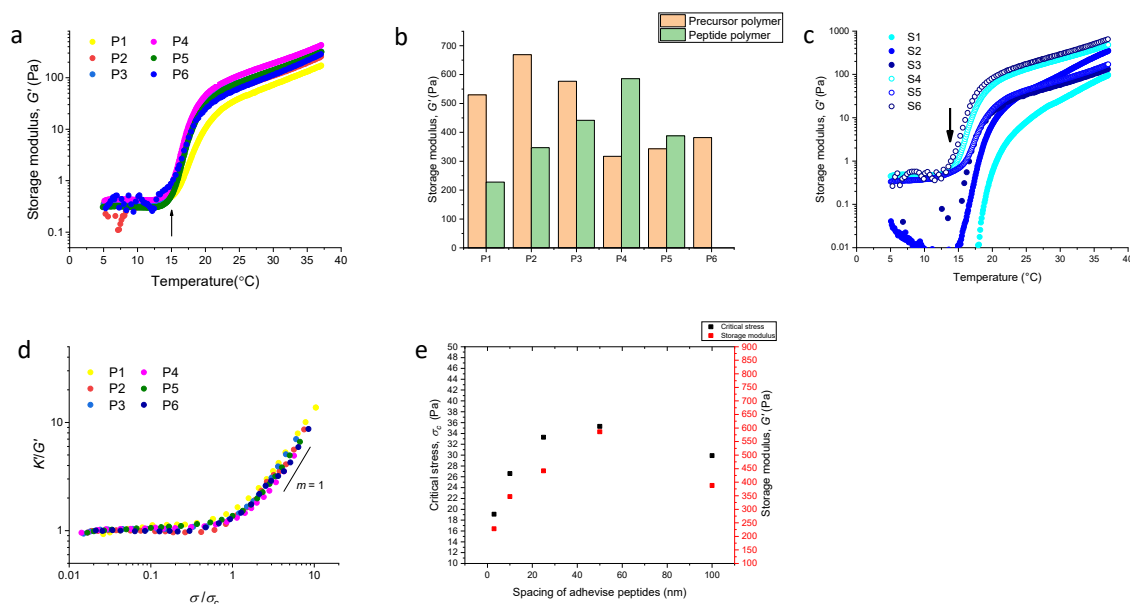 a
P1 P4
P2 P5
P3 P6
Storage modulus, G' (Pa)
100
10
1
0.1
0 5 10 15 20 25 30 35 40
Temperature(°C)
b
Precursor polymer
Peptide polymer
Storage modulus, G' (Pa)
700
600
500
400
300
200
100
0
P1 P2 P3 P4 P5 P6
c
S1
S2
S3
S4
S5
S6
Storage modulus, G' (Pa)
1000
100
10
1
0.1
0.01
0 5 10 15 20 25 30 35 40
Temperature (°C)
d
P1 P4
P2 P5
P3 P6
K'/G'
10
1
m = 1
0.01 0.1 1 10
σ/σc
e
Critical stress
Storage modulus
Critical stress, σc (Pa)
50
48
46
44
42
40
38
36
34
32
30
28
26
24
22
20
18
16
14
12
10
900
850
800
750
700
650
600
550
500
450
400
350
300
250
200
150
100
Storage modulus, G' (Pa)
0 20 40 60 80 100
Spacing of adhevise peptides (nm)